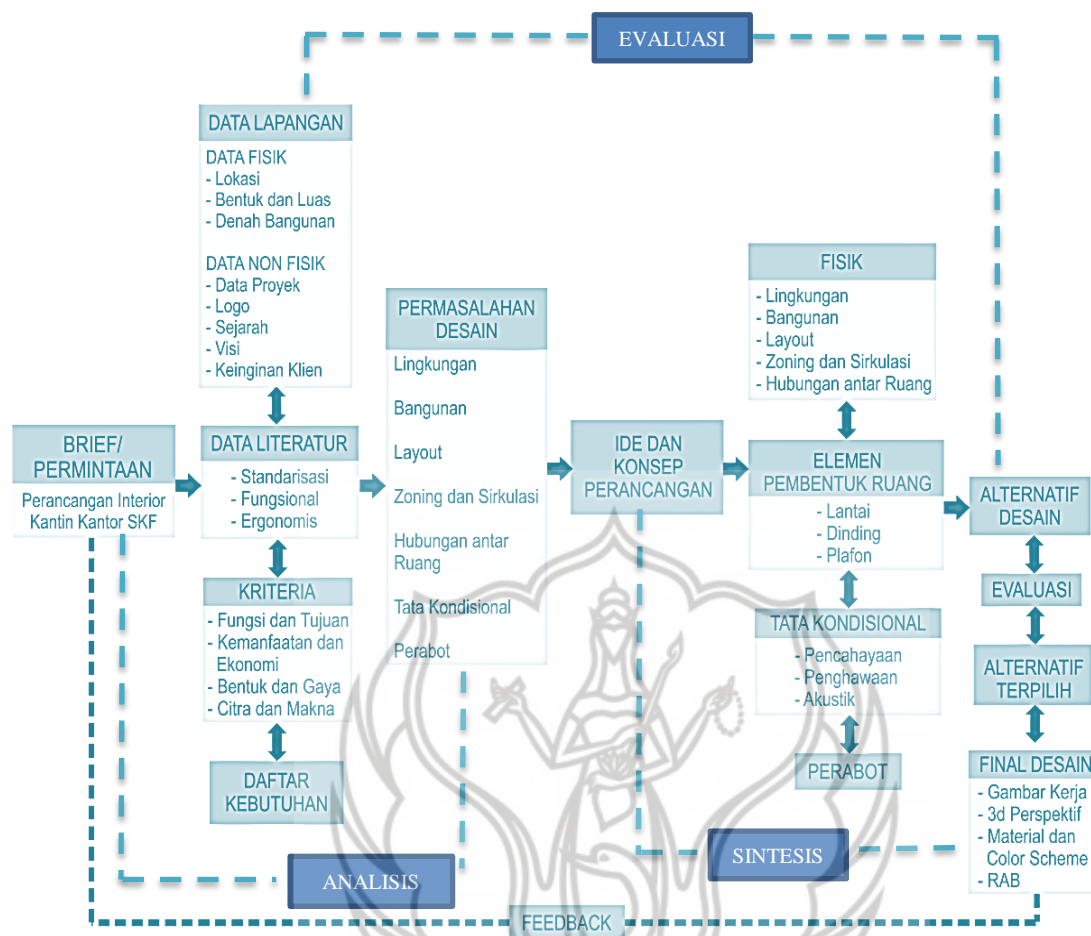 EVALUASI
DATA LAPANGAN
DATA FISIK
- Lokasi
- Bentuk dan Luas
- Denah Bangunan
DATA NON FISIK
- Data Proyek
- Logo
- Sejarah
- Visi
- Keinginan Klien
BRIEF/
PERMINTAAN
Perancangan Interior
Kantin Kantor SKF
DATA LITERATUR
- Standarisasi
- Fungsional
- Ergonomis
KRITERIA
- Fungsi dan Tujuan
- Kemanfaatan dan
Ekonomi
- Bentuk dan Gaya
- Citra dan Makna
DAFTAR
KEBUTUHAN
PERMASALAHAN
DESAIN
Lingkungan
Bangunan
Layout
Zoning dan Sirkulasi
Hubungan antar
Ruang
Tata Kondisional
Perabot
IDE DAN
KONSEP
PERANCANGAN
FISIK
- Lingkungan
- Bangunan
- Layout
- Zoning dan Sirkulasi
- Hubungan antar Ruang
ELEMEN
PEMBENTUK RUANG
- Lantai
- Dinding
- Plafon
TATA KONDISIONAL
- Pencahayaan
- Penghawaan
- Akustik
PERABOT
ALTERNATIF
DESAIN
EVALUASI
ALTERNATIF
TERPILIH
FINAL DESAIN
- Gambar Kerja
- 3d Perspektif
- Material dan
Color Scheme
- RAB
ANALISIS
SINTESIS
FEEDBACK